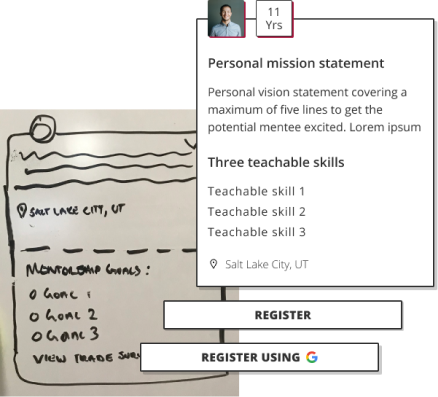 11
Yrs
Personal mission statement
Personal vision statement covering a
maximum of five lines to get the
potential mentee excited. Lorem ipsum
Three teachable skills
Teachable skill 1
Teachable skill 2
Teachable skill 3
Salt Lake City, UT
REGISTER
REGISTER USING
SALT LAKE CITY, UT
MENTORSHIP GOALS:
GOAL 1
GOAL 2
GOAL 3
VIEW TRADE